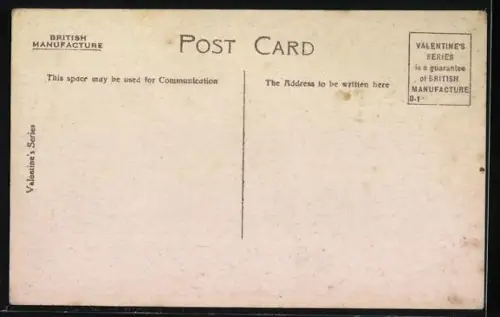 BRITISH
MANUFACTURE
POST CARD
VALENTINE'S
SERIES
is a guarantee
of BRITISH
MANUFACTURE
D-1
This space may be used for Communication
The Address to be written here
Valentine's Series